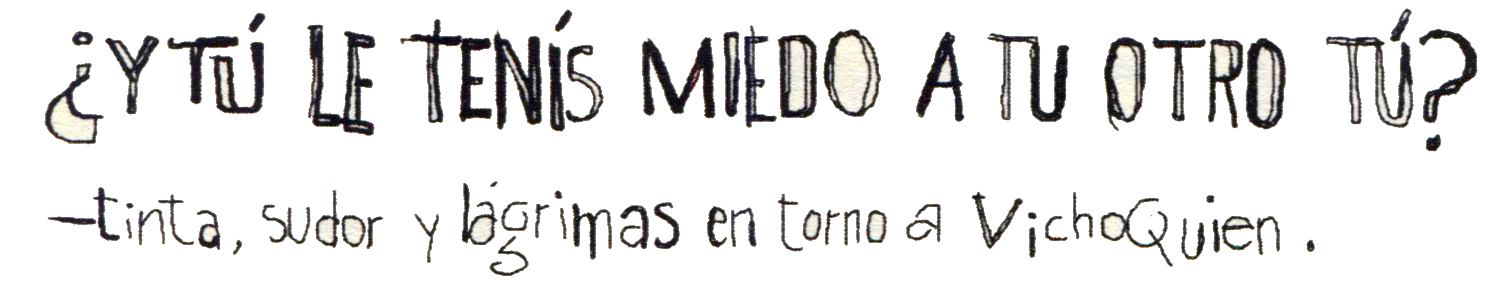 ¿Y TÚ LE TENÍS MIEDO A TU OTRO TÚ?
—tinta, sudor y lágrimas en torno a VichoQuien.